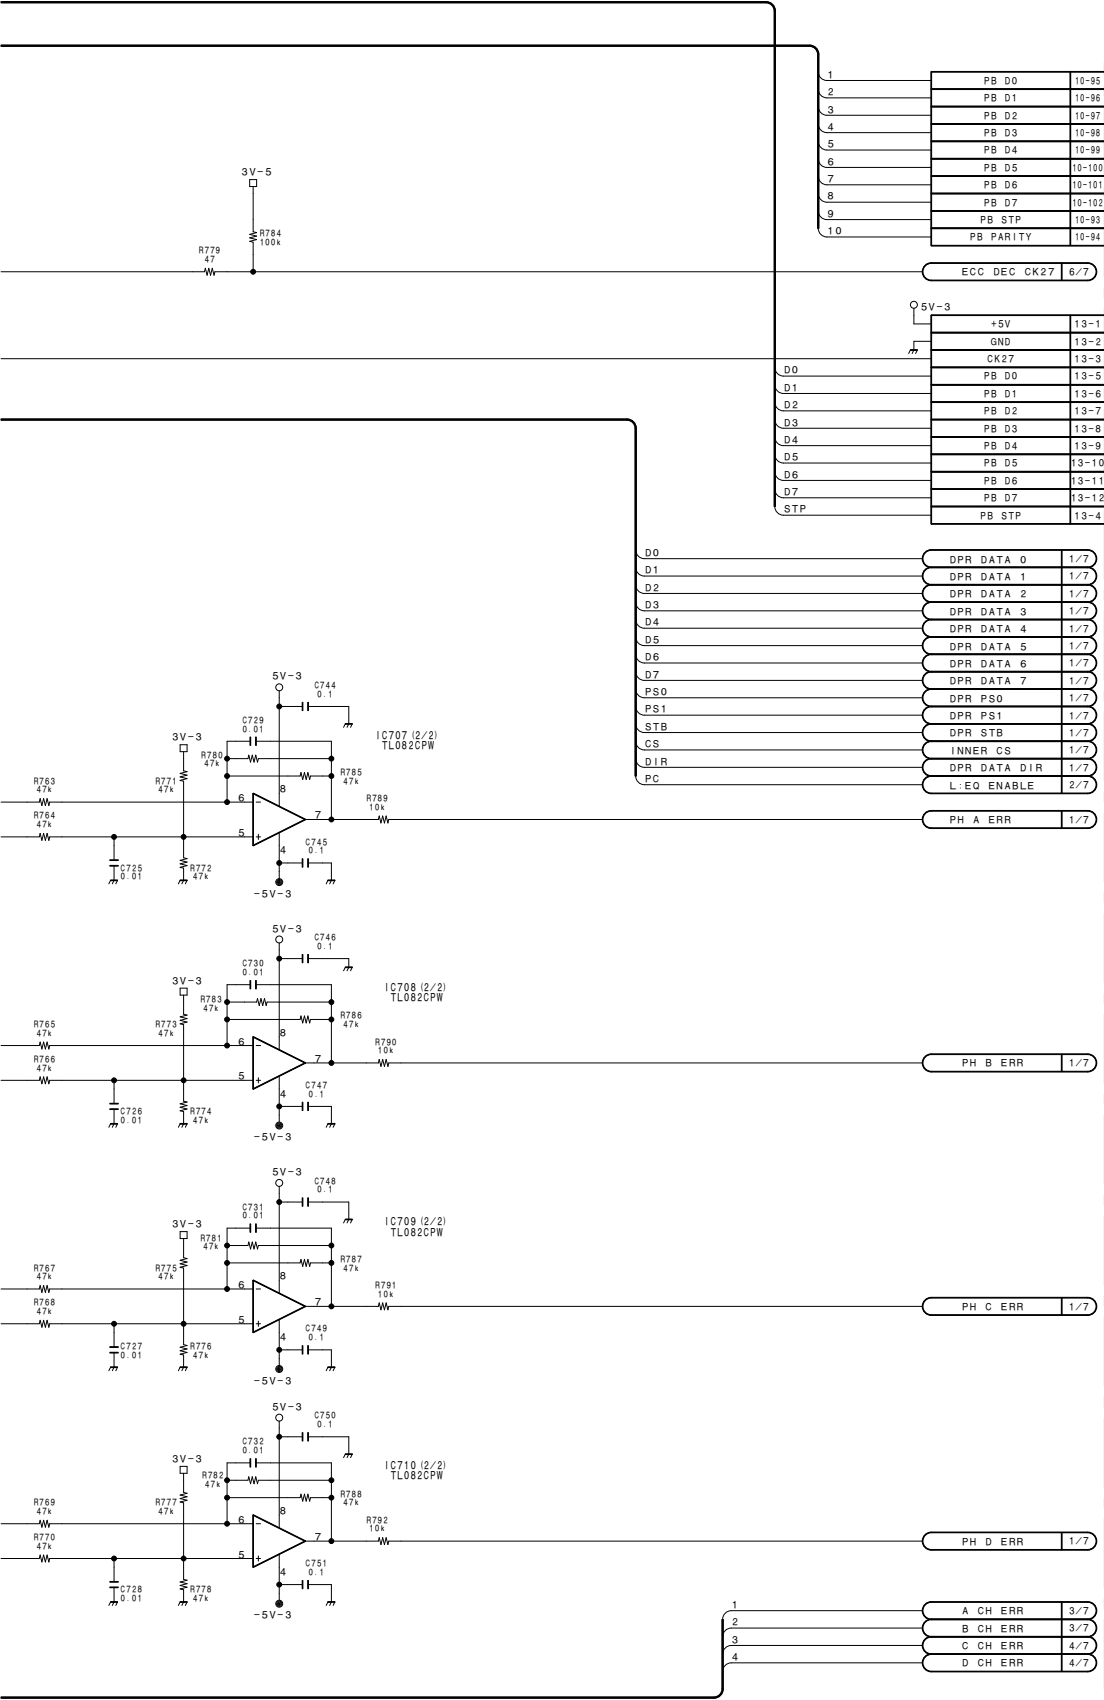 1 PB D0 10-95
2 PB D1 10-96
3 PB D2 10-97
4 PB D3 10-98
5 PB D4 10-99
6 PB D5 10-100
7 PB D6 10-101
8 PB D7 10-102
9 PB STP 10-93
10 PB PARITY 10-94
3V-5
R784
100k
R779
47
ECC DEC CK27 6/7
5V-3
+5V 13-1
GND 13-2
CK27 13-3
D0 PB D0 13-5
D1 PB D1 13-6
D2 PB D2 13-7
D3 PB D3 13-8
D4 PB D4 13-9
D5 PB D5 13-10
D6 PB D6 13-11
D7 PB D7 13-12
STP PB STP 13-4
D0 DPR DATA 0 1/7
D1 DPR DATA 1 1/7
D2 DPR DATA 2 1/7
D3 DPR DATA 3 1/7
D4 DPR DATA 4 1/7
D5 DPR DATA 5 1/7
D6 DPR DATA 6 1/7
D7 DPR DATA 7 1/7
PS0 DPR PS0 1/7
PS1 DPR PS1 1/7
STB DPR STB 1/7
CS INNER CS 1/7
DIR DPR DATA DIR 1/7
PC L:EQ ENABLE 2/7
5V-3
C744
0.1
C729
0.01
IC707(2/2)
TL082CPW
3V-3
R780
47k
R763
47k
R771
47k
R785
47k
8
R789
10k
6 -
R764
47k
7
PH A ERR 1/7
5 +
4
C745
0.1
C725
0.01
R772
47k
-5V-3
5V-3
C746
0.1
C730
0.01
IC708(2/2)
TL082CPW
3V-3
R783
47k
R765
47k
R773
47k
R786
47k
8
R790
10k
6 -
R766
47k
7
PH B ERR 1/7
5 +
4
C747
0.1
C726
0.01
R774
47k
-5V-3
5V-3
C748
0.1
C731
0.01
IC709(2/2)
TL082CPW
3V-3
R781
47k
R767
47k
R775
47k
R787
47k
8
R791
10k
6 -
R768
47k
7
PH C ERR 1/7
5 +
4
C749
0.1
C727
0.01
R776
47k
-5V-3
5V-3
C750
0.1
C732
0.01
IC710(2/2)
TL082CPW
3V-3
R782
47k
R769
47k
R777
47k
R788
47k
8
R792
10k
6 -
R770
47k
7
PH D ERR 1/7
5 +
4
C751
0.1
C728
0.01
R778
47k
-5V-3
1 A CH ERR 3/7
2 B CH ERR 3/7
3 C CH ERR 4/7
4 D CH ERR 4/7